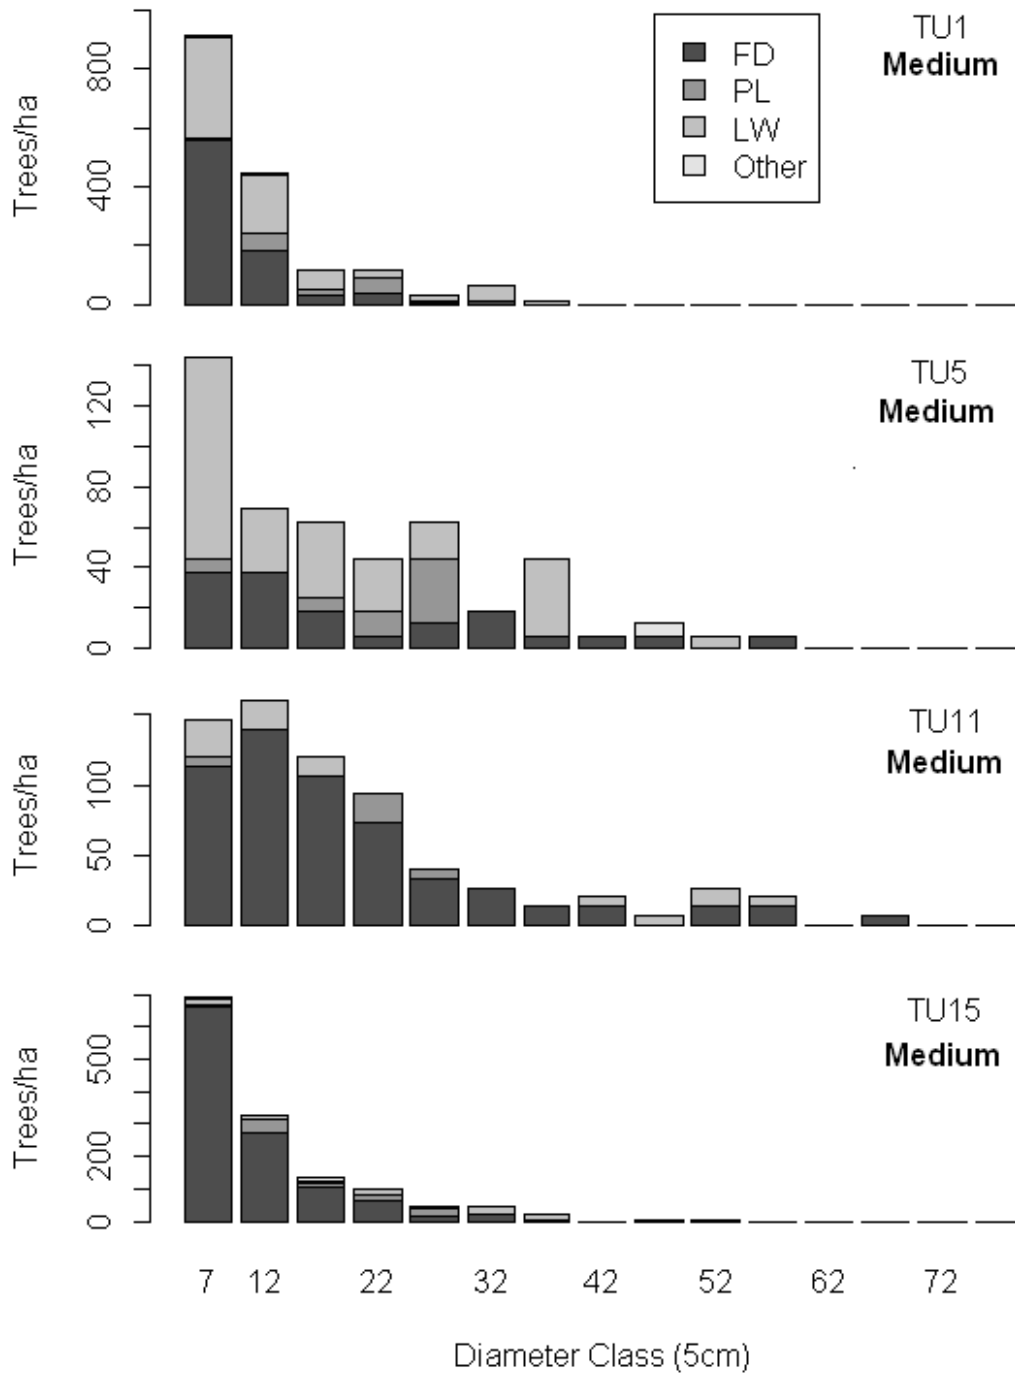 TU1
Medium
FD
PL
LW
Other
Trees/ha
0
400
800
TU5
Medium
Trees/ha
0
40
80
120
TU11
Medium
Trees/ha
0
50
100
TU15
Medium
Trees/ha
0
200
500
7 12 22 32 42 52 62 72
Diameter Class (5cm)